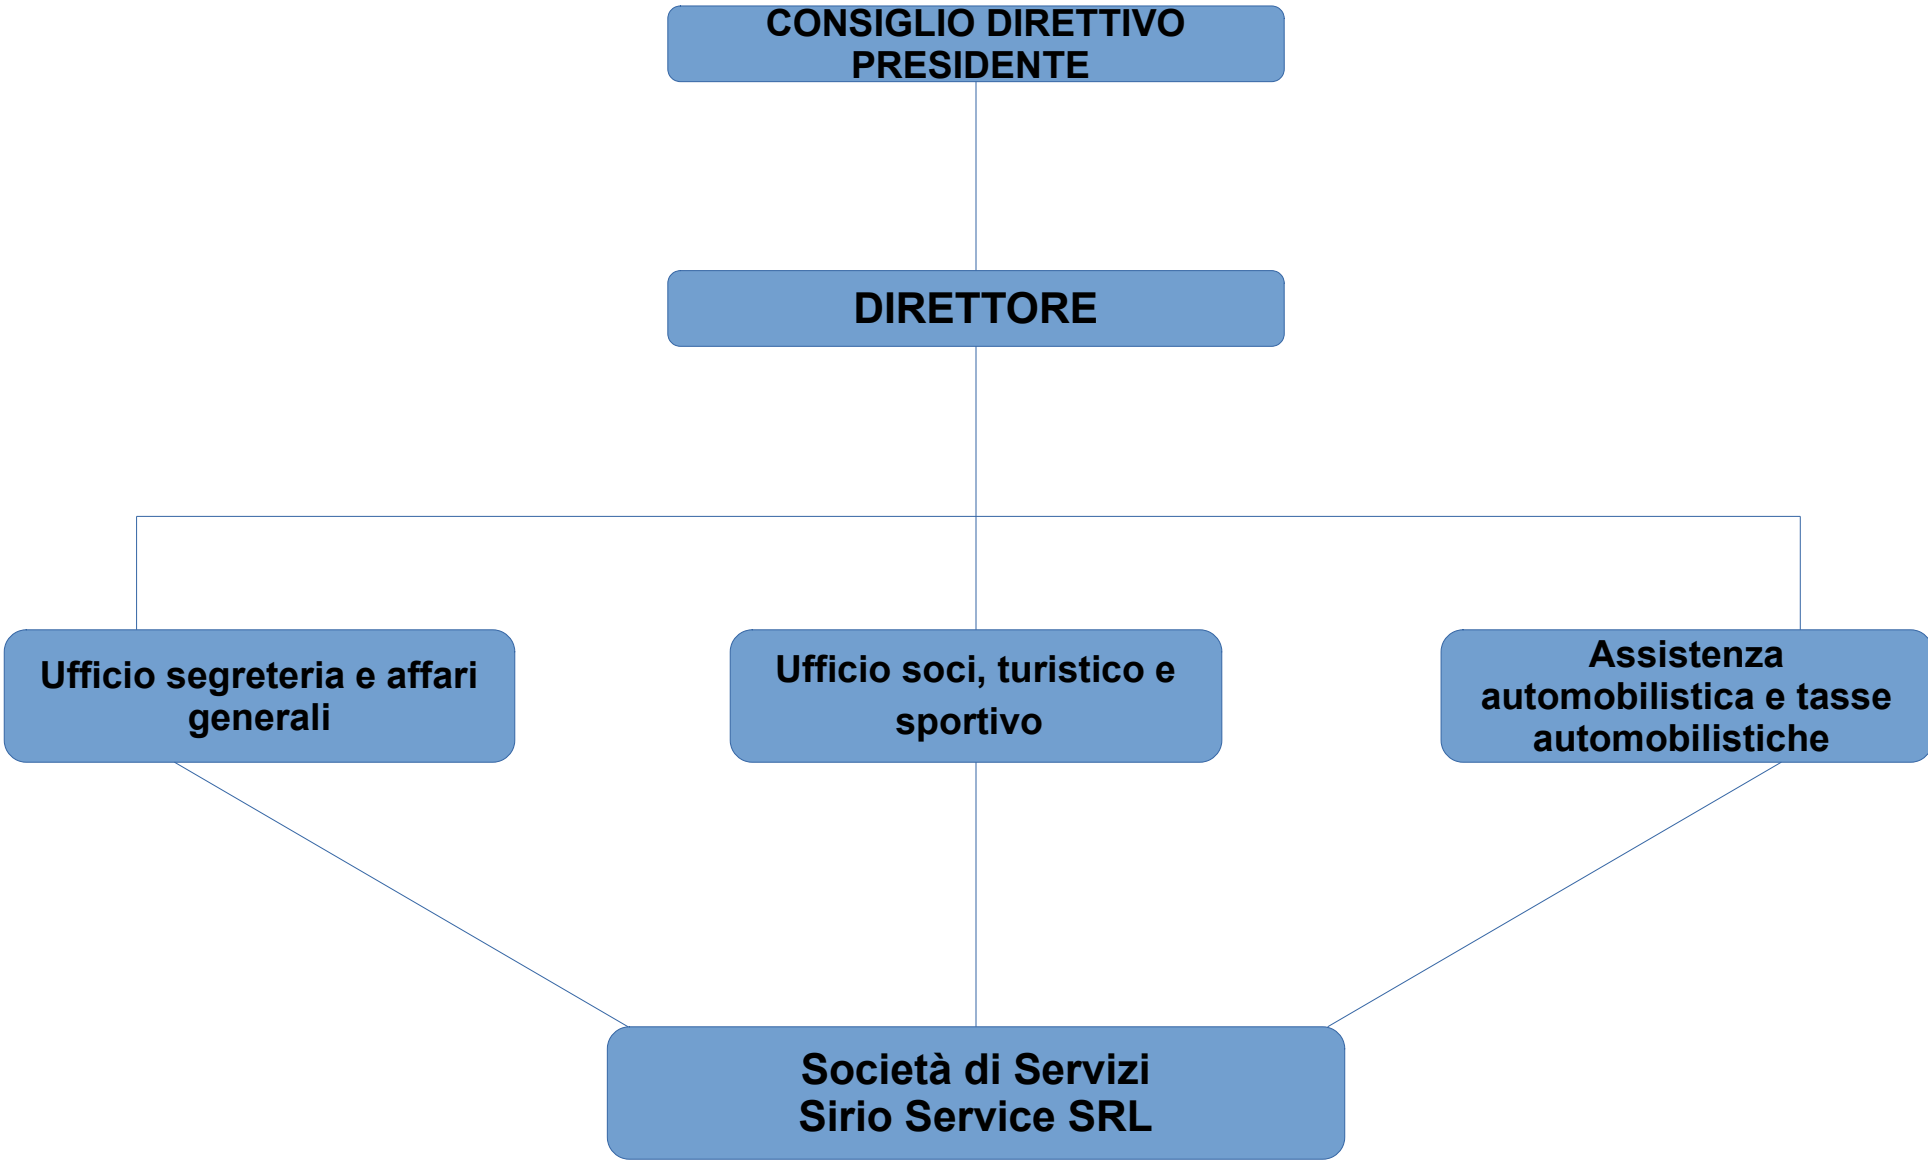 CONSIGLIO DIRETTIVO
PRESIDENTE
DIRETTORE
Ufficio segreteria e affari
generali
Ufficio soci, turistico e
sportivo
Assistenza
automobilistica e tasse
automobilistiche
Società di Servizi
Sirio Service SRL